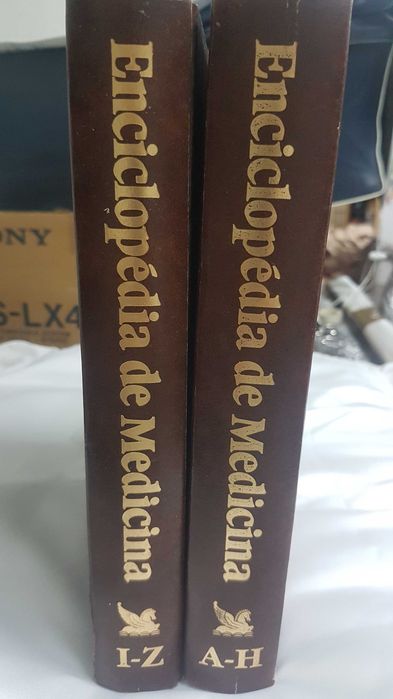 Enciclopédia de Medicina
I-Z
Enciclopédia de Medicina
A-H
ONY
S-LX4